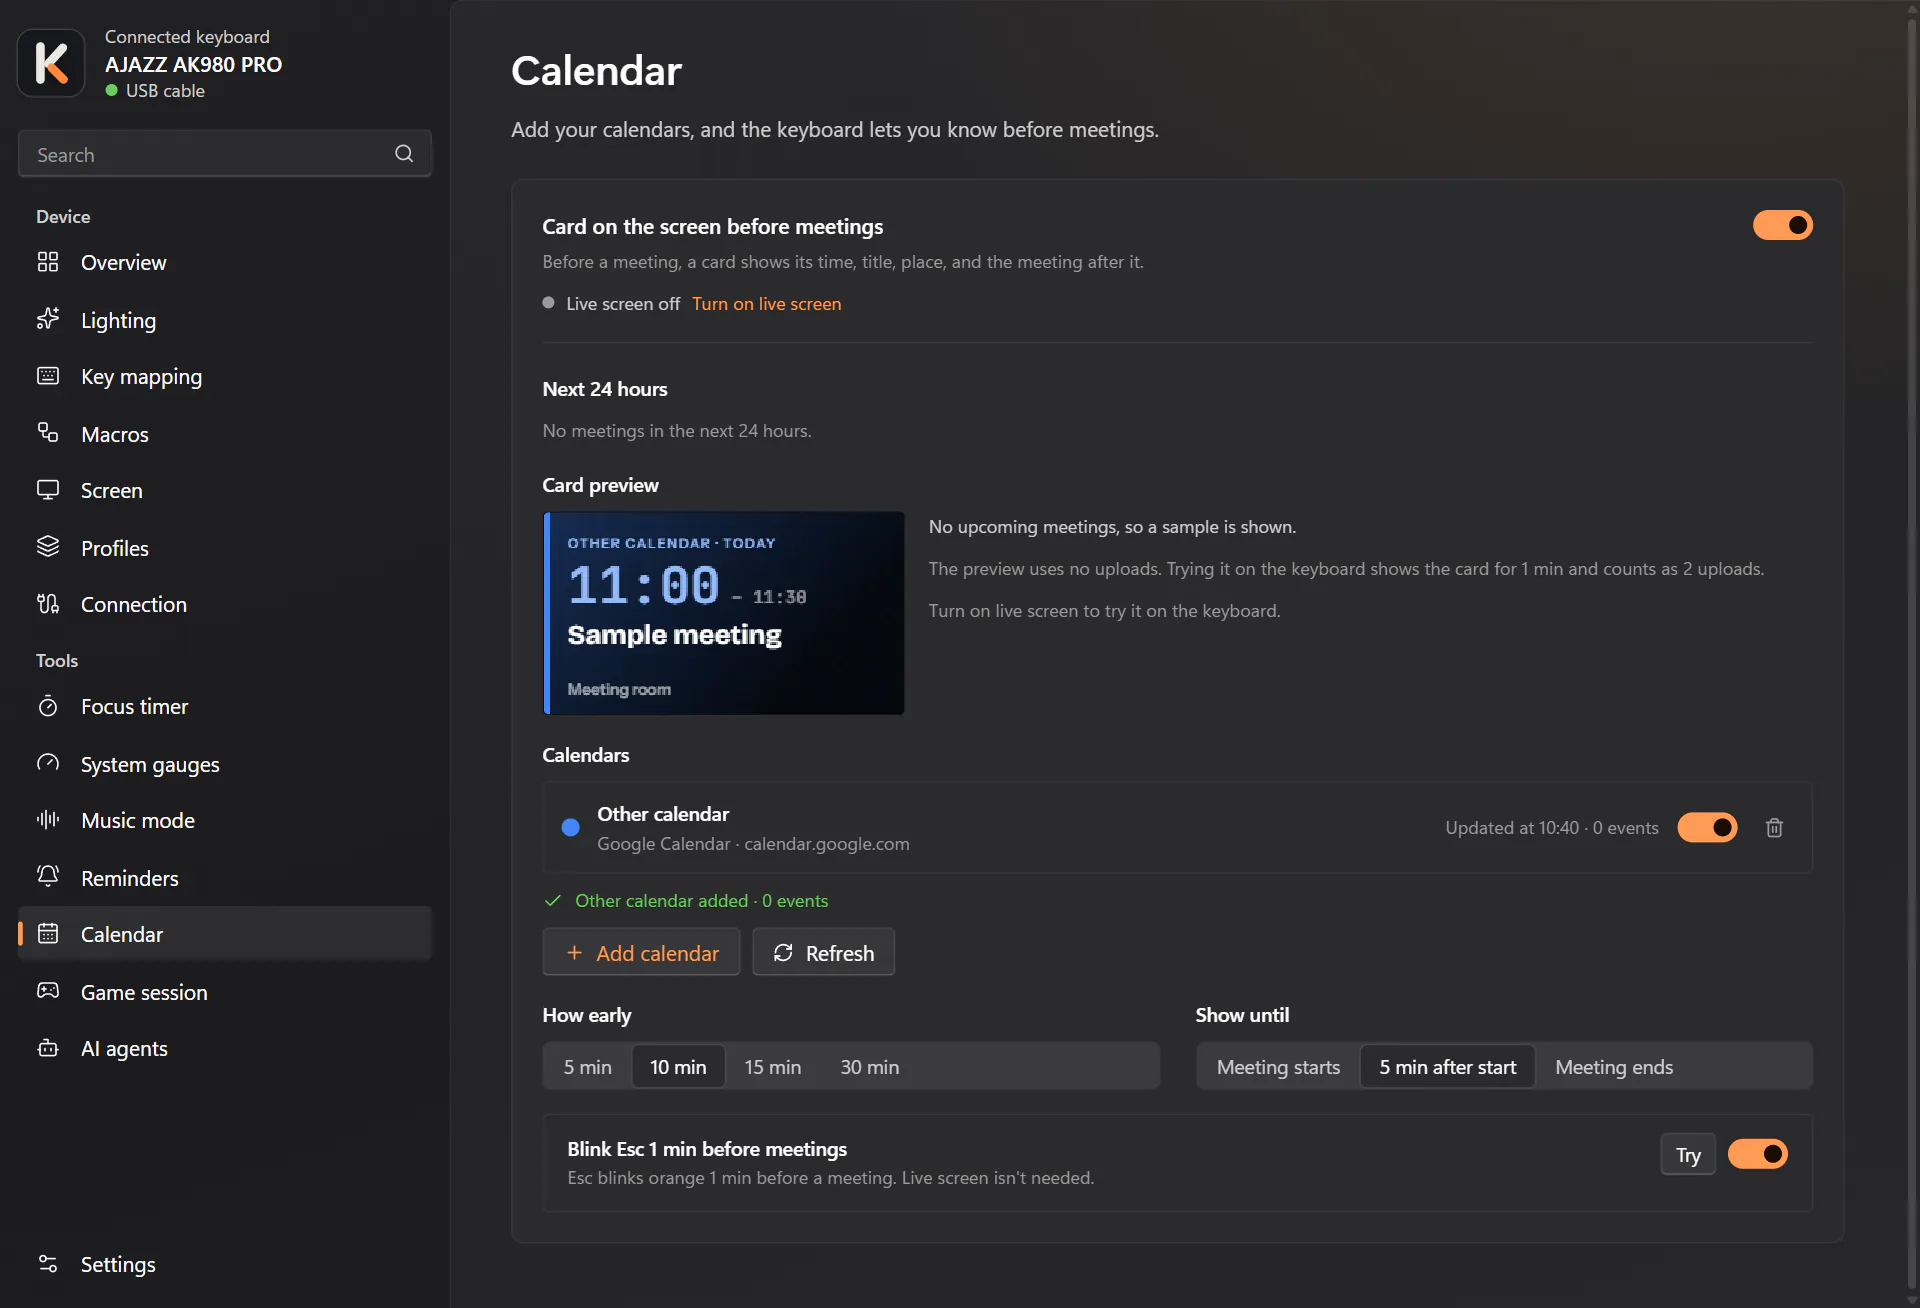 Connected keyboard
AJAZZ AK980 PRO
USB cable
Search
Device
Overview
Lighting
Key mapping
Macros
Screen
Profiles
Connection
Tools
Focus timer
System gauges
Music mode
Reminders
Calendar
Game session
AI agents
Settings
Calendar
Add your calendars, and the keyboard lets you know before meetings.
Card on the screen before meetings
Before a meeting, a card shows its time, title, place, and the meeting after it.
Live screen off Turn on live screen
Next 24 hours
No meetings in the next 24 hours.
Card preview
OTHER CALENDAR · TODAY
11:00 – 11:30
Sample meeting
Meeting room
No upcoming meetings, so a sample is shown.
The preview uses no uploads. Trying it on the keyboard shows the card for 1 min and counts as 2 uploads.
Turn on live screen to try it on the keyboard.
Calendars
Other calendar
Google Calendar · calendar.google.com
Updated at 10:40 · 0 events
Other calendar added · 0 events
Add calendar Refresh
How early
5 min 10 min 15 min 30 min
Show until
Meeting starts 5 min after start Meeting ends
Blink Esc 1 min before meetings
Esc blinks orange 1 min before a meeting. Live screen isn't needed.
Try